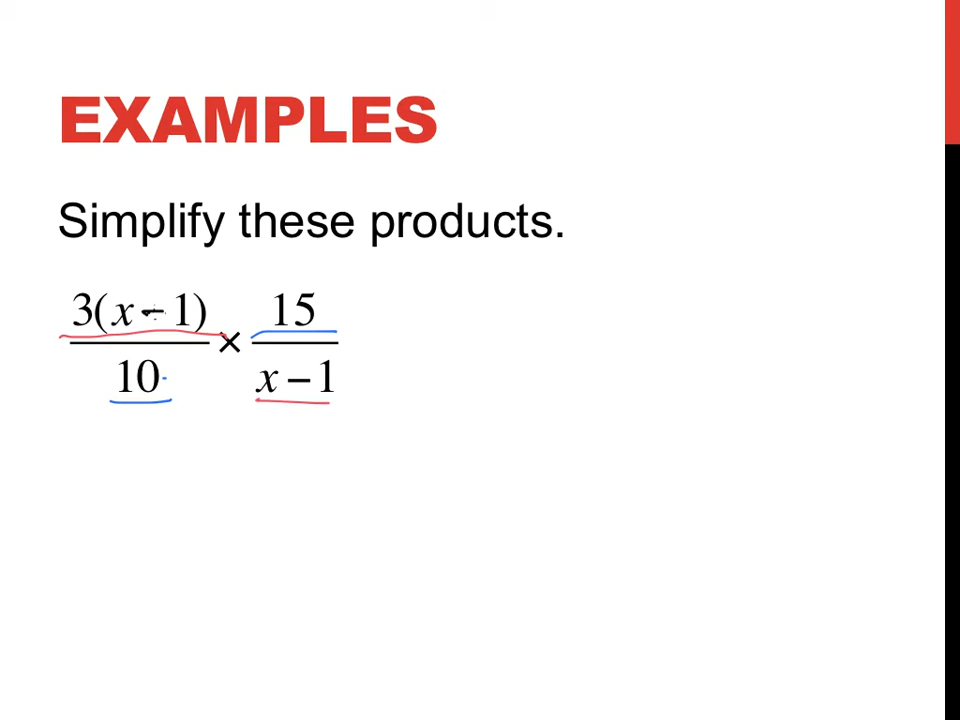 EXAMPLES
Simplify these products.
3(x − 1)/10 × 15/(x − 1)